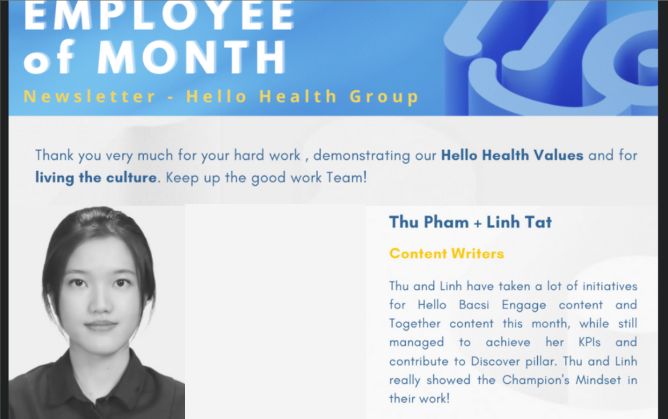 EMPLOYEE
of MONTH
Newsletter - Hello Health Group
Thank you very much for your hard work , demonstrating our Hello Health Values and for
living the culture. Keep up the good work Team!
Thu Pham + Linh Tat
Content Writers
Thu and Linh have taken a lot of initiatives
for Hello Bacsi Engage content and
Together content this month, while still
managed to achieve her KPIs and
contribute to Discover pillar. Thu and Linh
really showed the Champion's Mindset in
their work!